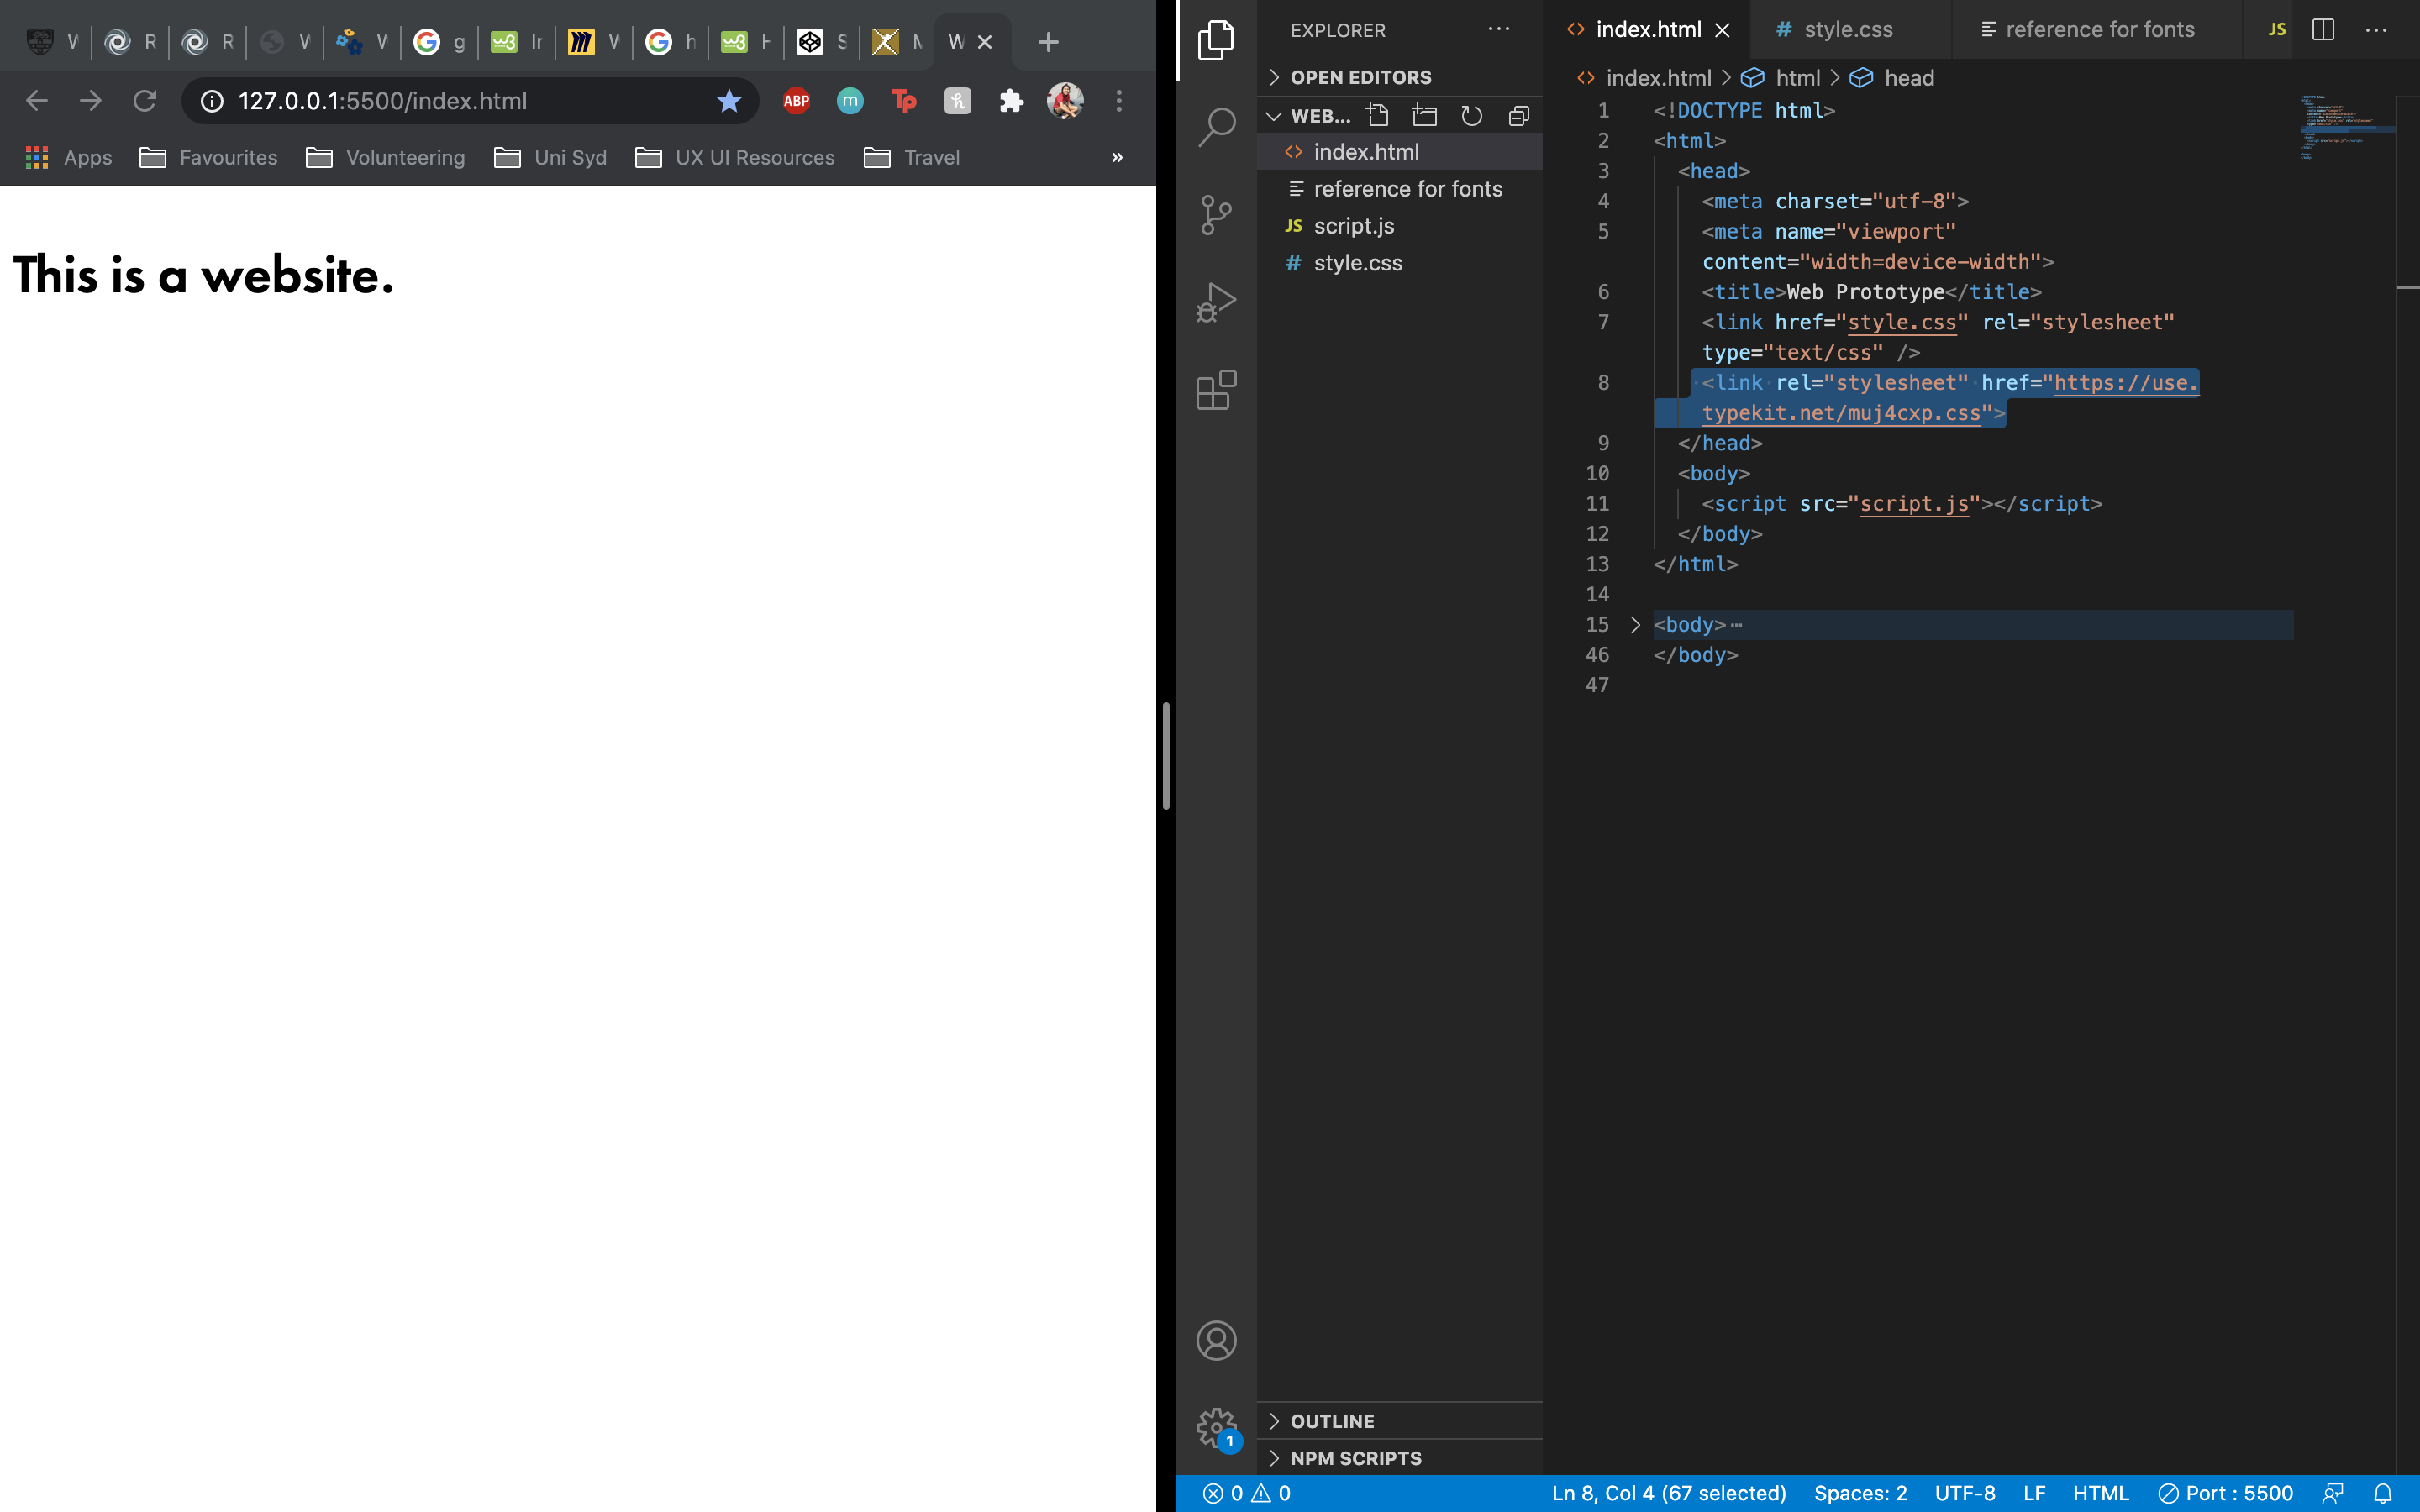 W R R W W g In W h H S M W
127.0.0.1:5500/index.html
ABP m Tp h
Apps Favourites Volunteering Uni Syd UX UI Resources Travel »
This is a website.
EXPLORER
OPEN EDITORS
WEB...
index.html
reference for fonts
JS script.js
# style.css
OUTLINE
NPM SCRIPTS
1
index.html # style.css reference for fonts JS
index.html > html > head
1 <!DOCTYPE html>
2 <html>
3 <head>
4 <meta charset="utf-8">
5 <meta name="viewport"
content="width=device-width">
6 <title>Web Prototype</title>
7 <link href="style.css" rel="stylesheet"
type="text/css" />
8 <link rel="stylesheet" href="https://use.
typekit.net/muj4cxp.css">
9 </head>
10 <body>
11 <script src="script.js"></script>
12 </body>
13 </html>
14
15 <body>…
46 </body>
47
0 0 Ln 8, Col 4 (67 selected) Spaces: 2 UTF-8 LF HTML Port : 5500